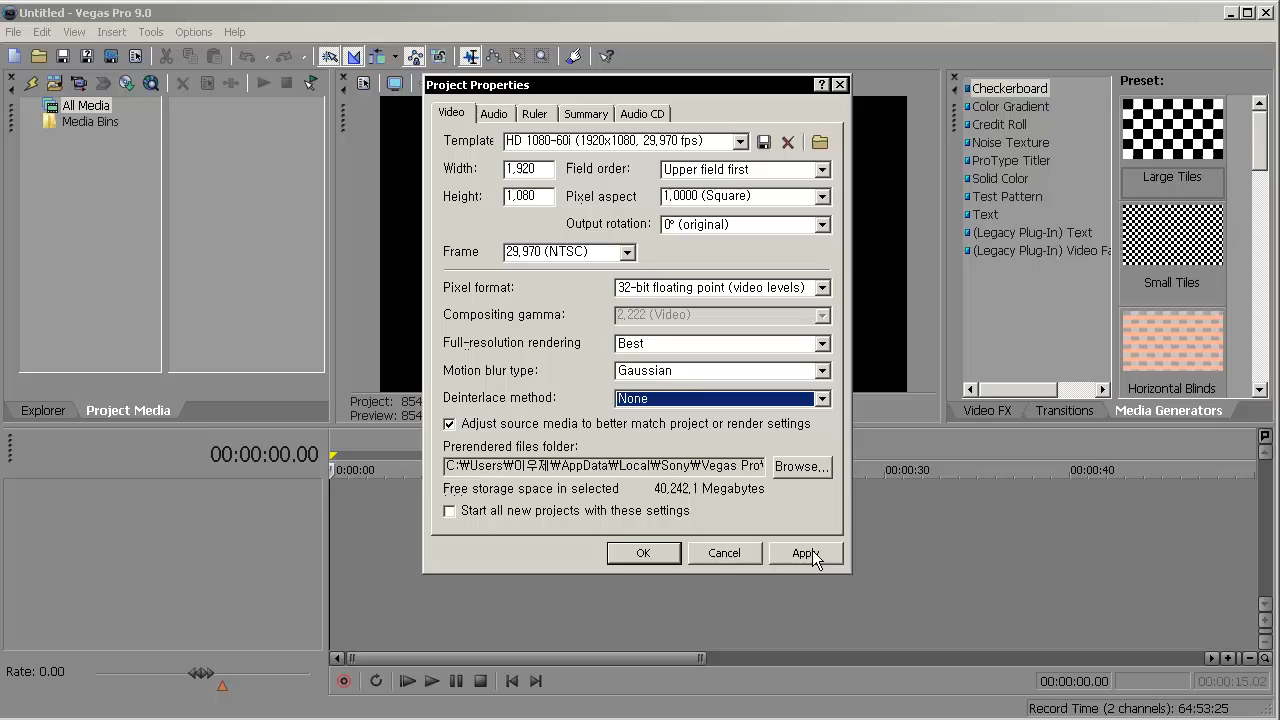 Untitled - Vegas Pro 9.0
File Edit View Insert Tools Options Help
All Media
Media Bins
Explorer Project Media
Project: 854
Preview: 854
Project Properties
Video Audio Ruler Summary Audio CD
Template HD 1080-60i (1920x1080, 29,970 fps)
Width: 1,920 Field order: Upper field first
Height: 1,080 Pixel aspect 1,0000 (Square)
Output rotation: 0° (original)
Frame 29,970 (NTSC)
Pixel format: 32-bit floating point (video levels)
Compositing gamma: 2,222 (Video)
Full-resolution rendering Best
Motion blur type: Gaussian
Deinterlace method: None
Adjust source media to better match project or render settings
Prerendered files folder:
C:₩Users₩이우제₩AppData₩Local₩Sony₩Vegas Pro₩ Browse...
Free storage space in selected 40,242,1 Megabytes
Start all new projects with these settings
OK Cancel Apply
Checkerboard
Color Gradient
Credit Roll
Noise Texture
ProType Titler
Solid Color
Test Pattern
Text
(Legacy Plug-In) Text
(Legacy Plug-In) Video Fa
Preset:
Large Tiles
Small Tiles
Horizontal Blinds
Video FX Transitions Media Generators
00:00:00.00
0:00:00 00:00:30 00:00:40
Rate: 0.00
00:00:00.00 00:00:15.02
Record Time (2 channels): 64:53:25